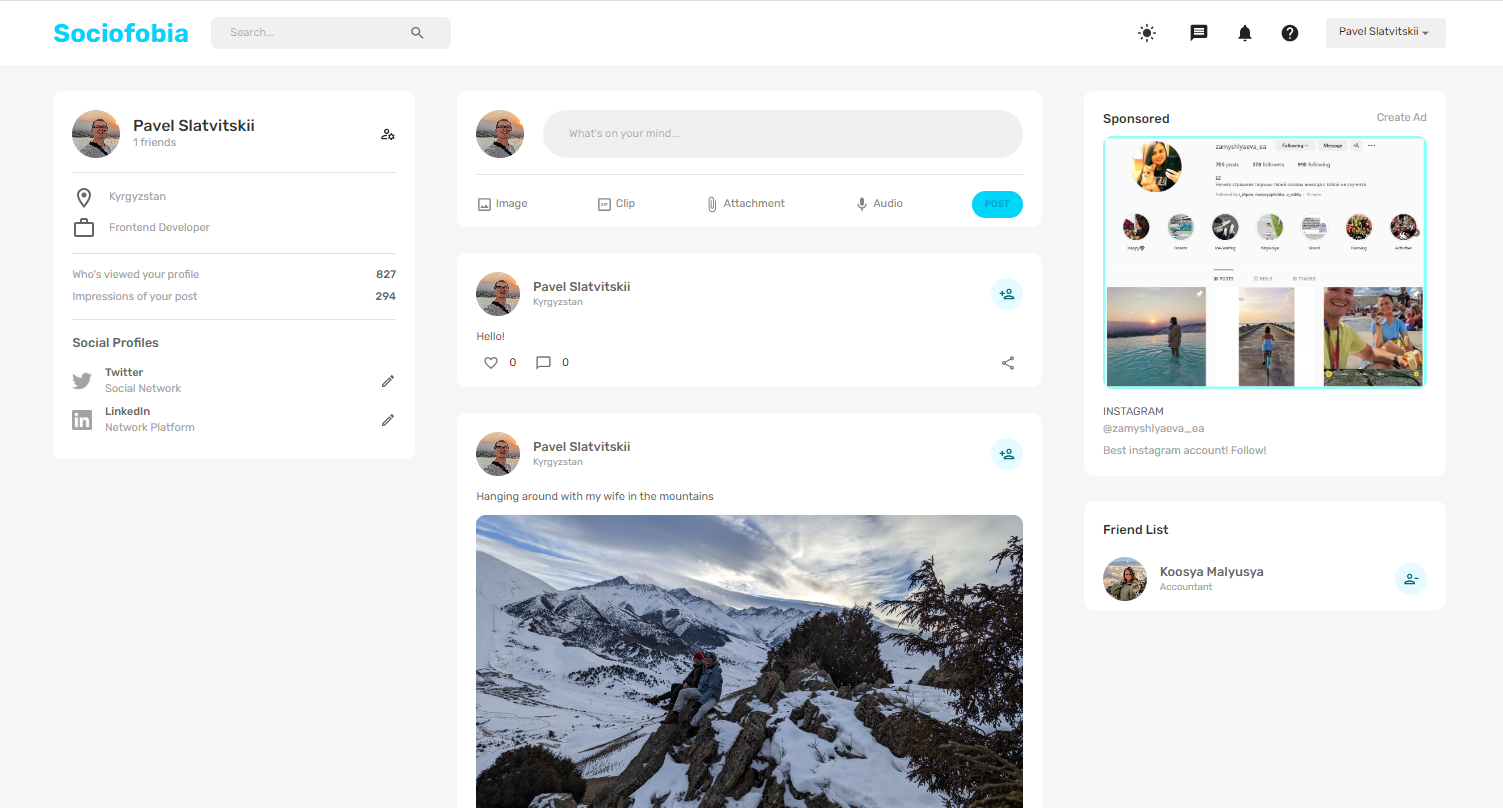 Sociofobia
Search...
Pavel Slatvitskii
Pavel Slatvitskii
1 friends
Kyrgyzstan
Frontend Developer
Who's viewed your profile 827
Impressions of your post 294
Social Profiles
Twitter
Social Network
LinkedIn
Network Platform
What's on your mind...
Image Clip Attachment Audio POST
Pavel Slatvitskii
Kyrgyzstan
Hello!
0 0
Pavel Slatvitskii
Kyrgyzstan
Hanging around with my wife in the mountains
Sponsored Create Ad
zamyshlyaeva_ea Following Message
705 posts 378 followers 990 following
EZ
POSTS REELS TAGGED
INSTAGRAM
@zamyshlyaeva_ea
Best instagram account! Follow!
Friend List
Koosya Malyusya
Accountant